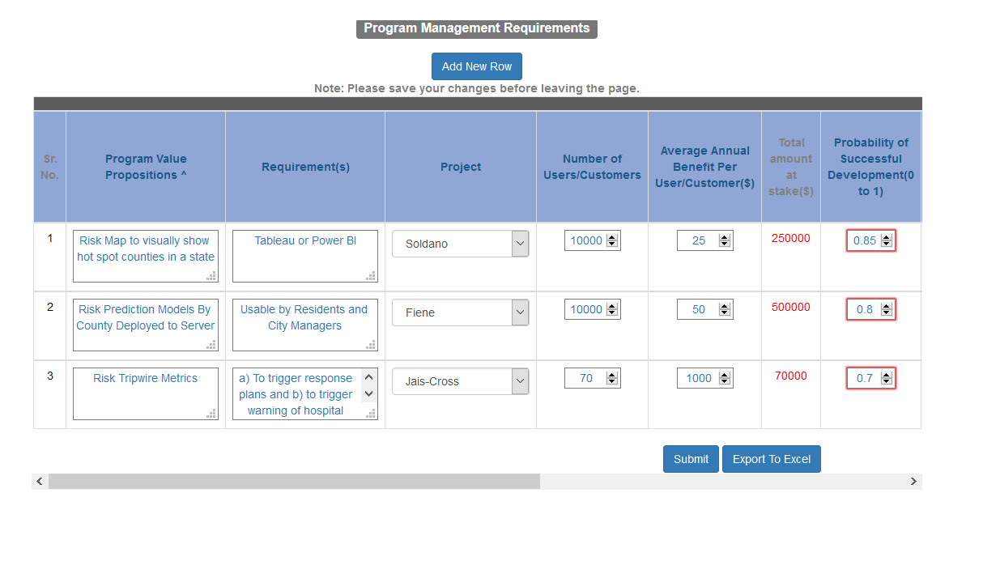 Program Management Requirements
Add New Row
Note: Please save your changes before leaving the page.
Sr. No.
Program Value Propositions ^
Requirement(s)
Project
Number of Users/Customers
Average Annual Benefit Per User/Customer($)
Total amount at stake($)
Probability of Successful Development(0 to 1)
1
Risk Map to visually show
hot spot counties in a state
Tableau or Power BI
Soldano
10000
25
250000
0.85
2
Risk Prediction Models By
County Deployed to Server
Usable by Residents and
City Managers
Fiene
10000
50
500000
0.8
3
Risk Tripwire Metrics
a) To trigger response
plans and b) to trigger
warning of hospital
Jais-Cross
70
1000
70000
0.7
Submit
Export To Excel